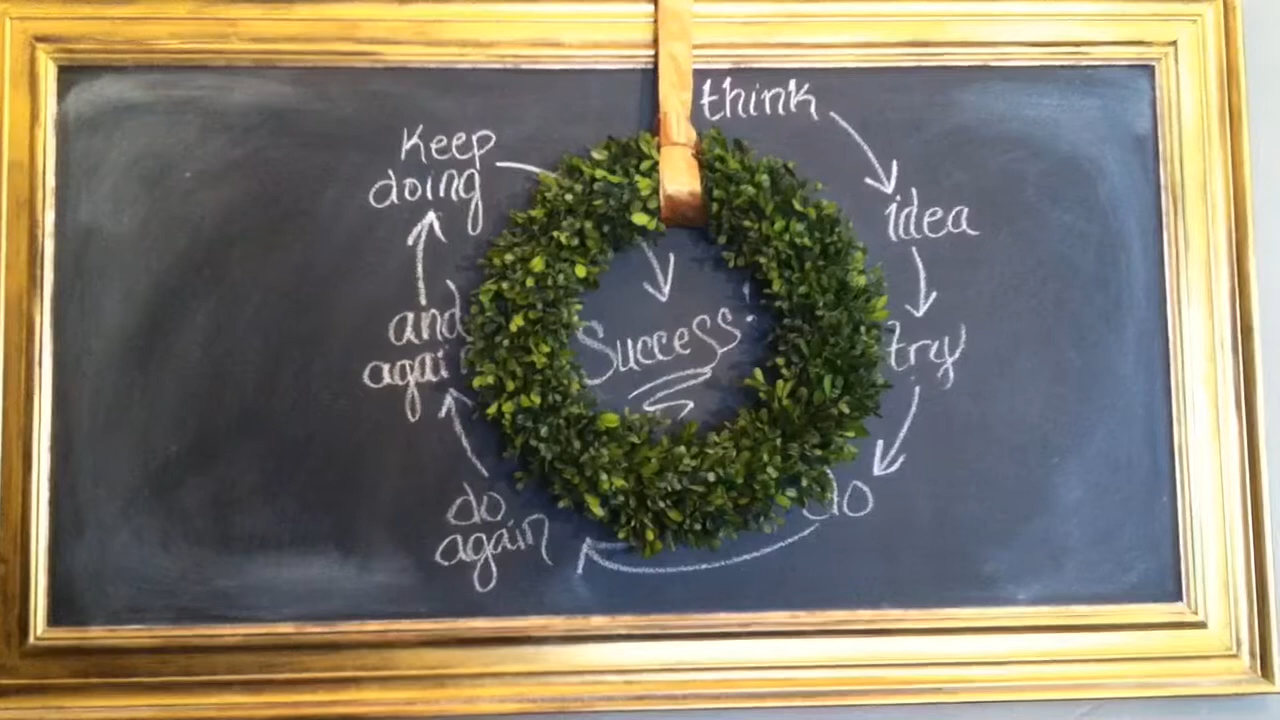 think
idea
try
do
do
again
and
again
Keep
doing
Success!